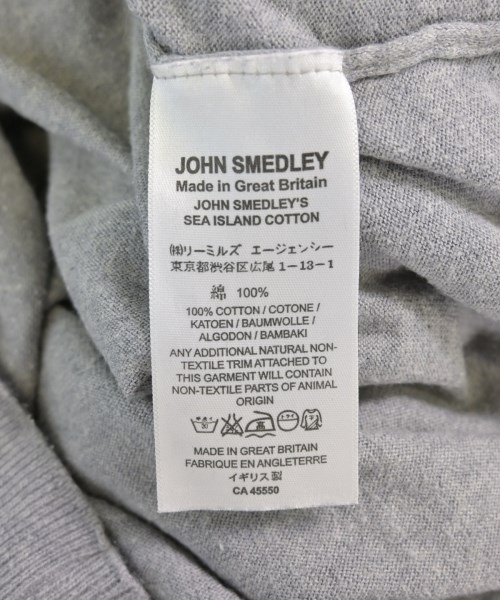 JOHN SMEDLEY
Made in Great Britain
JOHN SMEDLEY'S
SEA ISLAND COTTON
㈱リーミルズ エージェンシー
東京都渋谷区広尾1-13-1
綿 100%
100% COTTON / COTONE /
KATOEN / BAUMWOLLE /
ALGODON / BAMBAKI
ANY ADDITIONAL NATURAL NON-
TEXTILE TRIM ATTACHED TO
THIS GARMENT WILL CONTAIN
NON-TEXTILE PARTS OF ANIMAL
ORIGIN
30
MADE IN GREAT BRITAIN
FABRIQUE EN ANGLETERRE
イギリス製
CA 45550